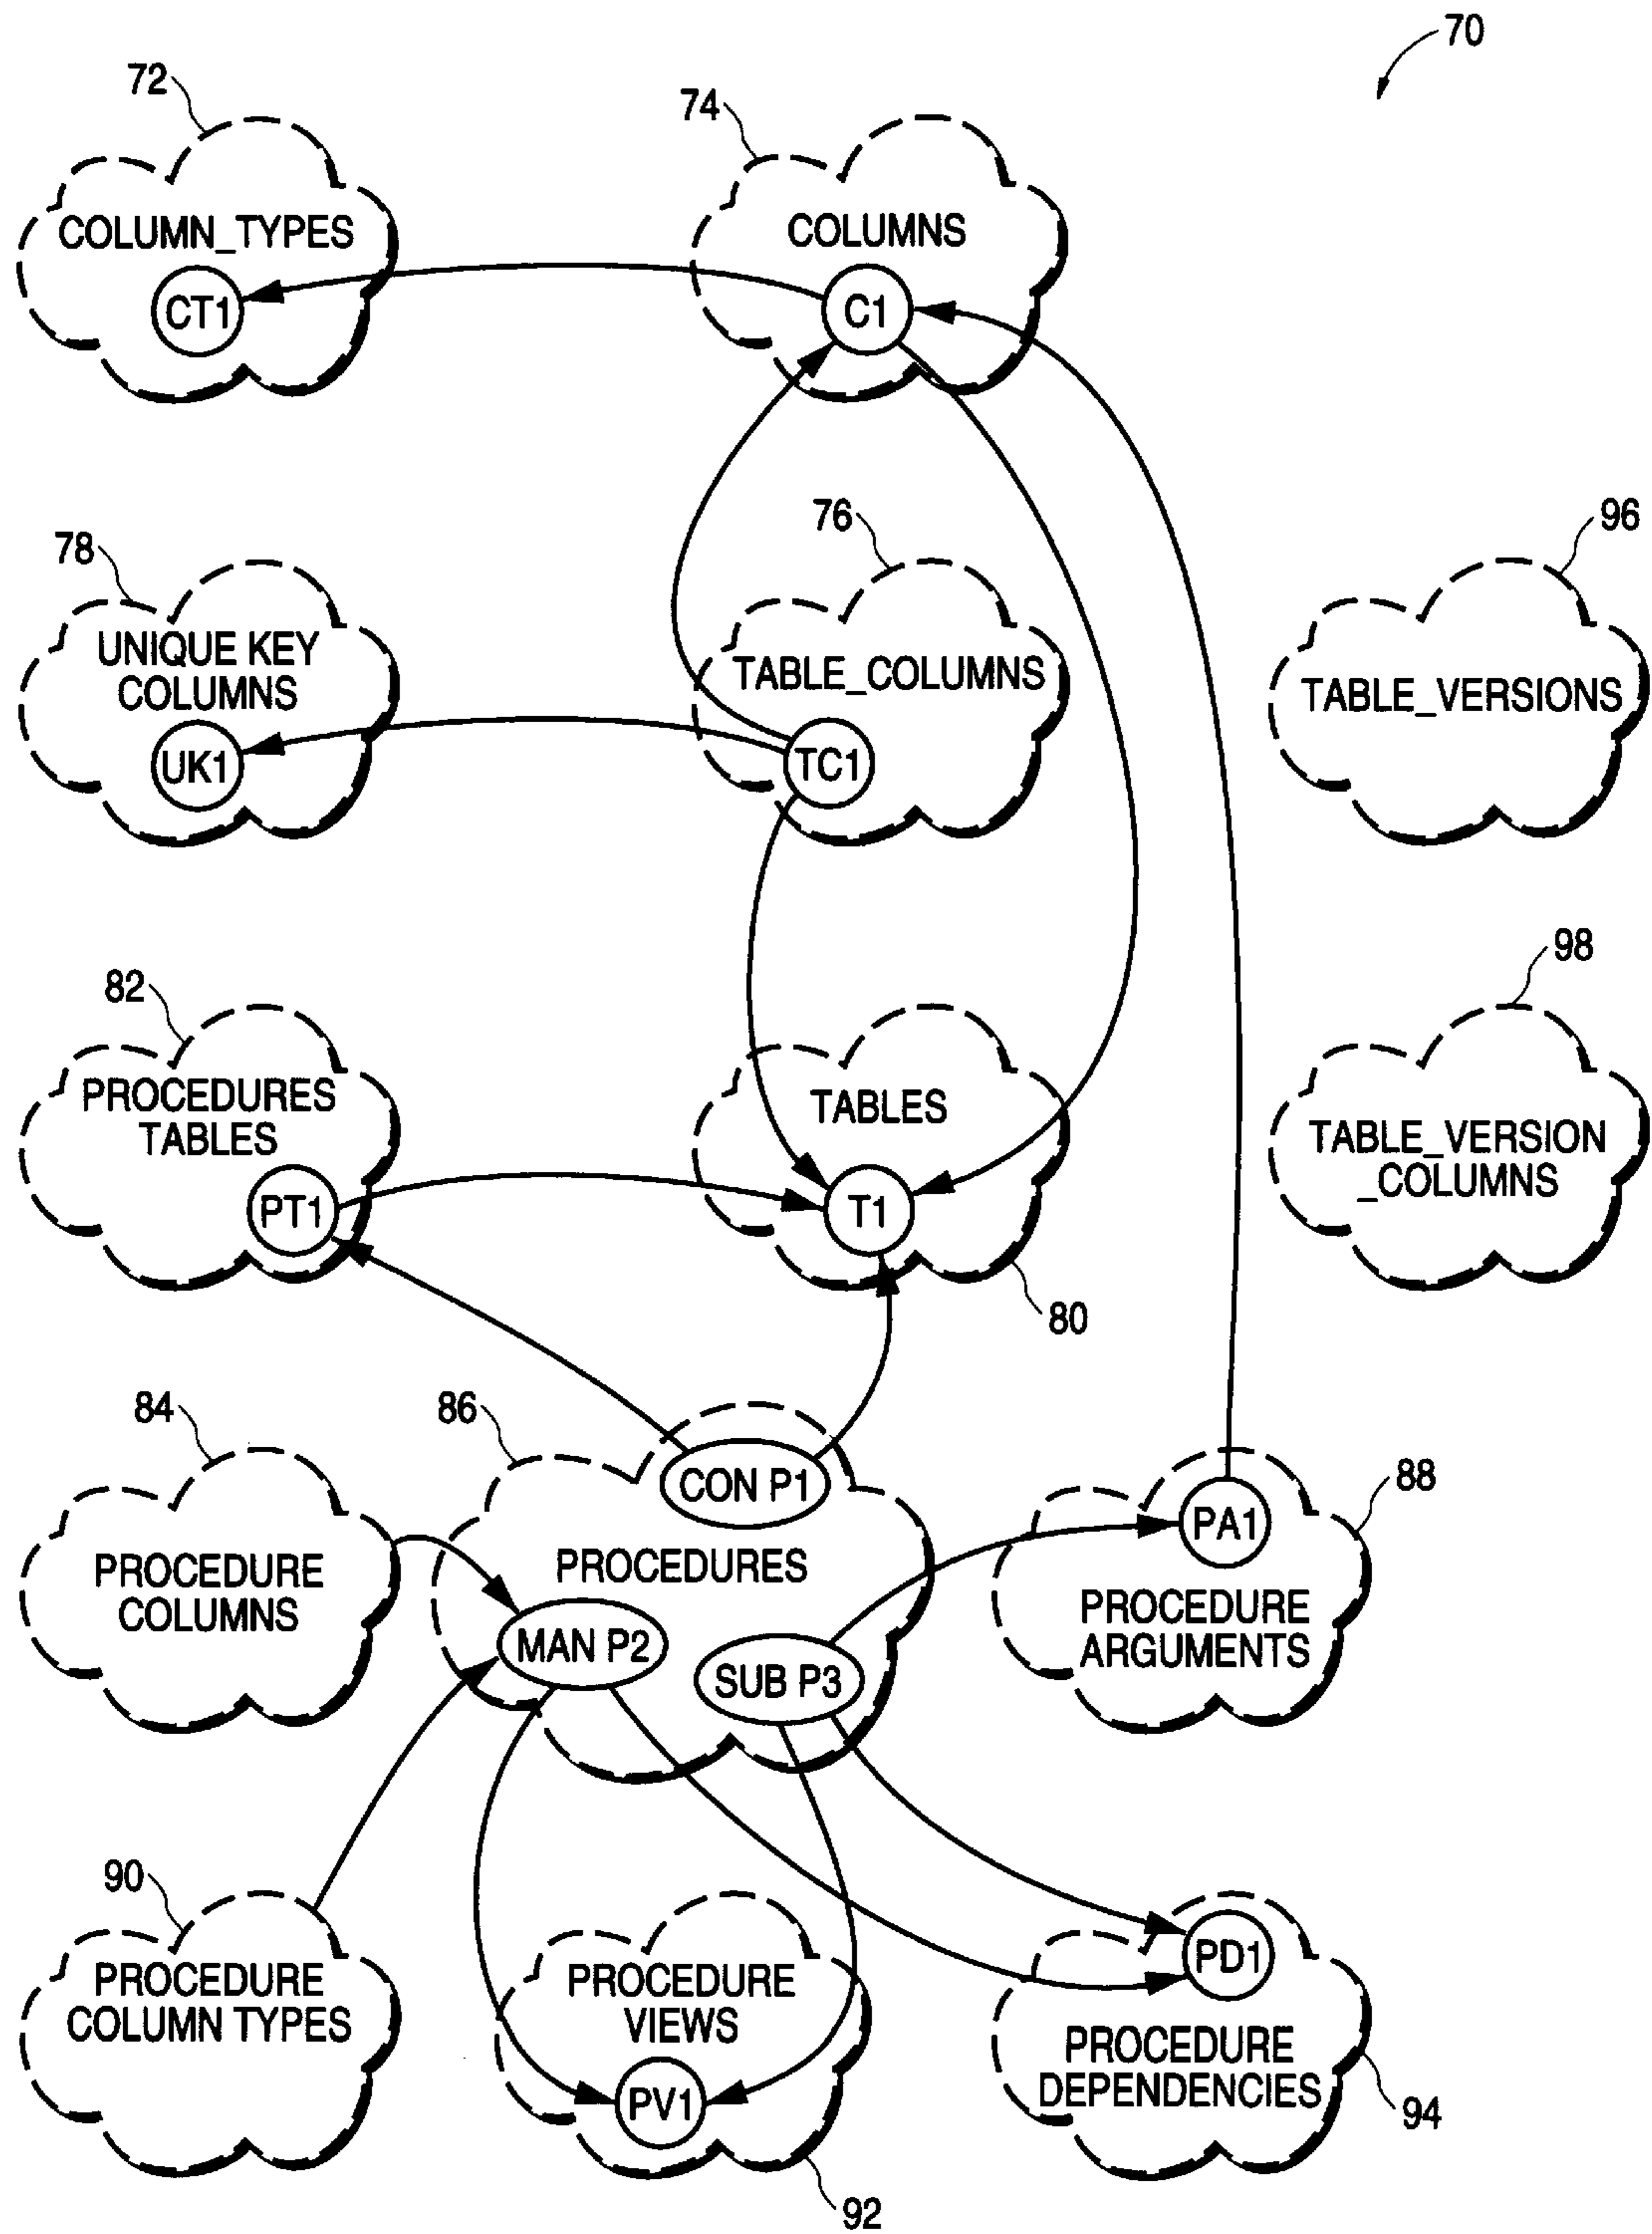 70
72
74
COLUMN_TYPES
COLUMNS
CT1
C1
78
76
96
UNIQUE KEY
COLUMNS
TABLE_COLUMNS
TABLE_VERSIONS
UK1
TC1
82
98
PROCEDURES
TABLES
TABLES
TABLE_VERSION
_COLUMNS
PT1
T1
80
84
86
88
CON P1
PA1
PROCEDURE
COLUMNS
PROCEDURES
PROCEDURE
ARGUMENTS
MAN P2
SUB P3
90
PROCEDURE
COLUMN TYPES
PROCEDURE
VIEWS
PD1
PROCEDURE
DEPENDENCIES
PV1
94
92